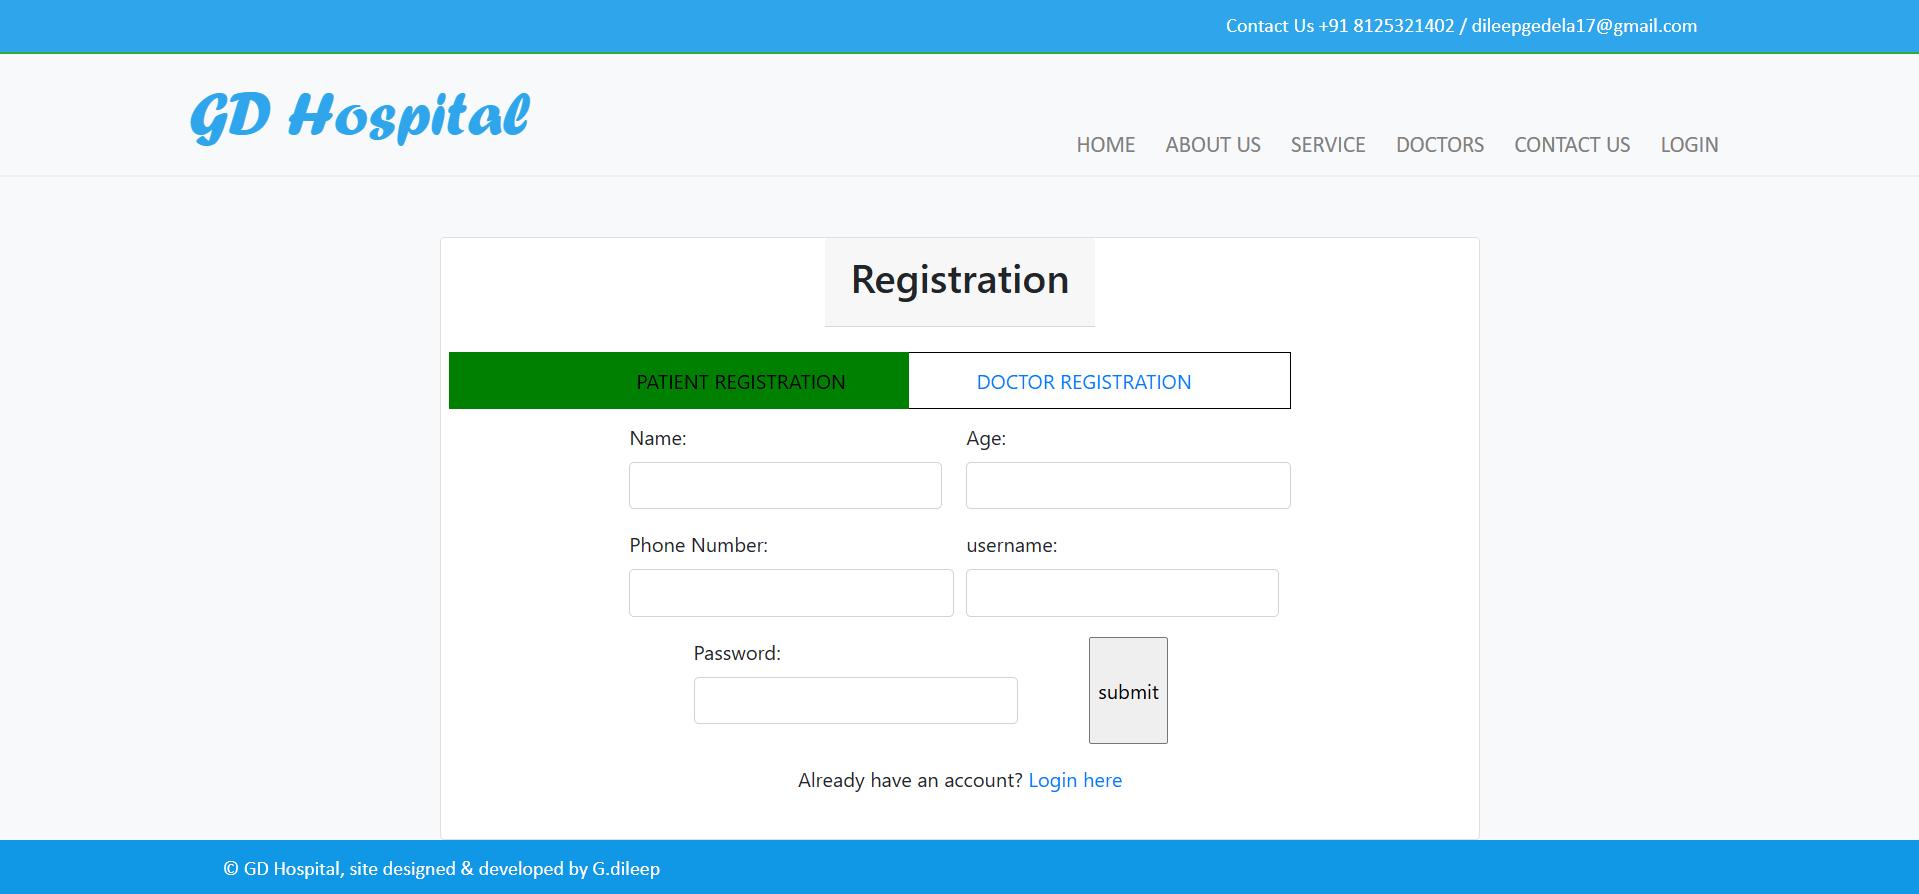 Contact Us +91 8125321402 / dileepgedela17@gmail.com
GD Hospital
HOME ABOUT US SERVICE DOCTORS CONTACT US LOGIN
Registration
PATIENT REGISTRATION DOCTOR REGISTRATION
Name: Age:
Phone Number: username:
Password:
submit
Already have an account? Login here
© GD Hospital, site designed & developed by G.dileep